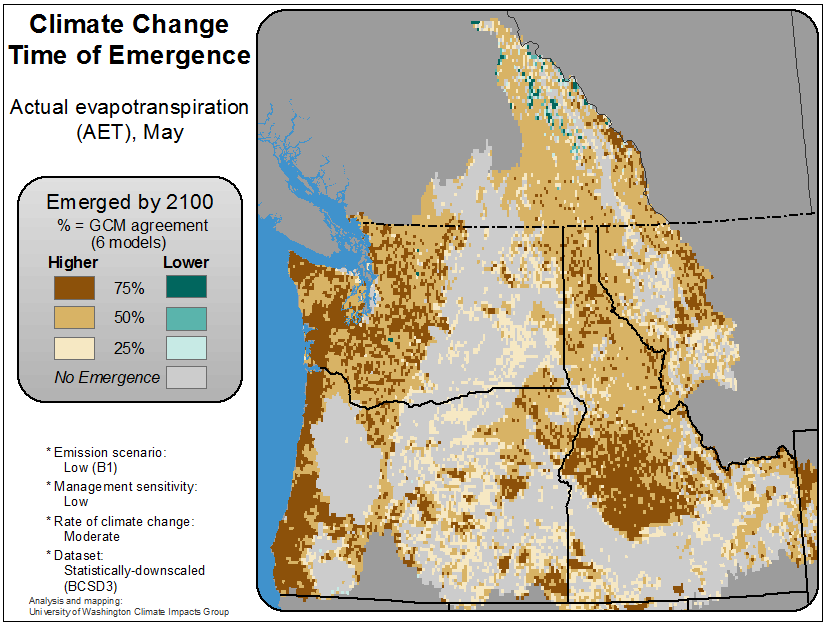 Climate Change
Time of Emergence
Actual evapotranspiration
(AET), May
Emerged by 2100
% = GCM agreement
(6 models)
Higher Lower
75%
50%
25%
No Emergence
* Emission scenario:
Low (B1)
* Management sensitivity:
Low
* Rate of climate change:
Moderate
* Dataset:
Statistically-downscaled
(BCSD3)
Analysis and mapping:
University of Washington Climate Impacts Group